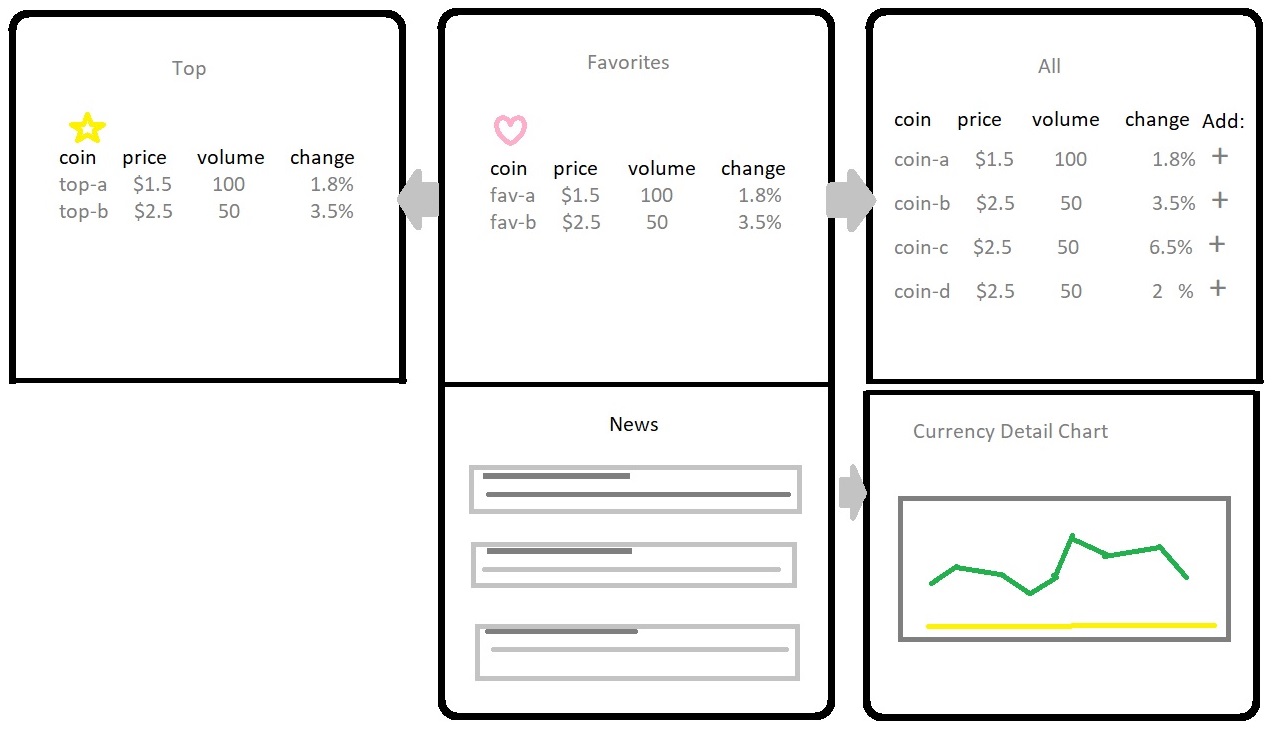 Top
coin price volume change
top-a $1.5 100 1.8%
top-b $2.5 50 3.5%
Favorites
coin price volume change
fav-a $1.5 100 1.8%
fav-b $2.5 50 3.5%
News
All
coin price volume change Add:
coin-a $1.5 100 1.8% +
coin-b $2.5 50 3.5% +
coin-c $2.5 50 6.5% +
coin-d $2.5 50 2 % +
Currency Detail Chart